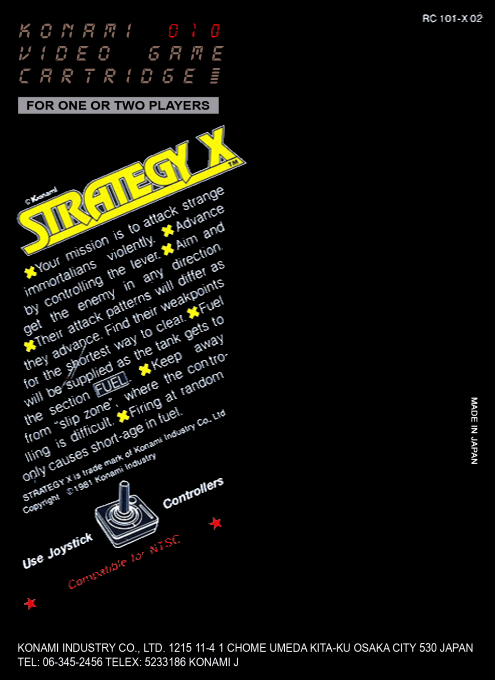 RC 101-X 02
KONAMI 010
VIDEO GAME
CARTRIDGE
FOR ONE OR TWO PLAYERS
© Konami
STRATEGY X™
Your mission is to attack strange
immortalians violently. Advance
by controlling the lever. Aim and
get the enemy in any direction.
Their attack patterns will differ as
they advance. Find their weakpoints
for the shortest way to clear. Fuel
will be supplied as the tank gets to
the section FUEL. Keep away
from "slip zone", where the contro-
lling is difficult. Firing at random
only causes short-age in fuel.
STRATEGY X is trade mark of Konami Industry Co., Ltd
Copyright ©1981 Konami Industry
Use Joystick Controllers
Compatible for NTSC
MADE IN JAPAN
KONAMI INDUSTRY CO., LTD. 1215 11-4 1 CHOME UMEDA KITA-KU OSAKA CITY 530 JAPAN
TEL: 06-345-2456 TELEX: 5233186 KONAMI J